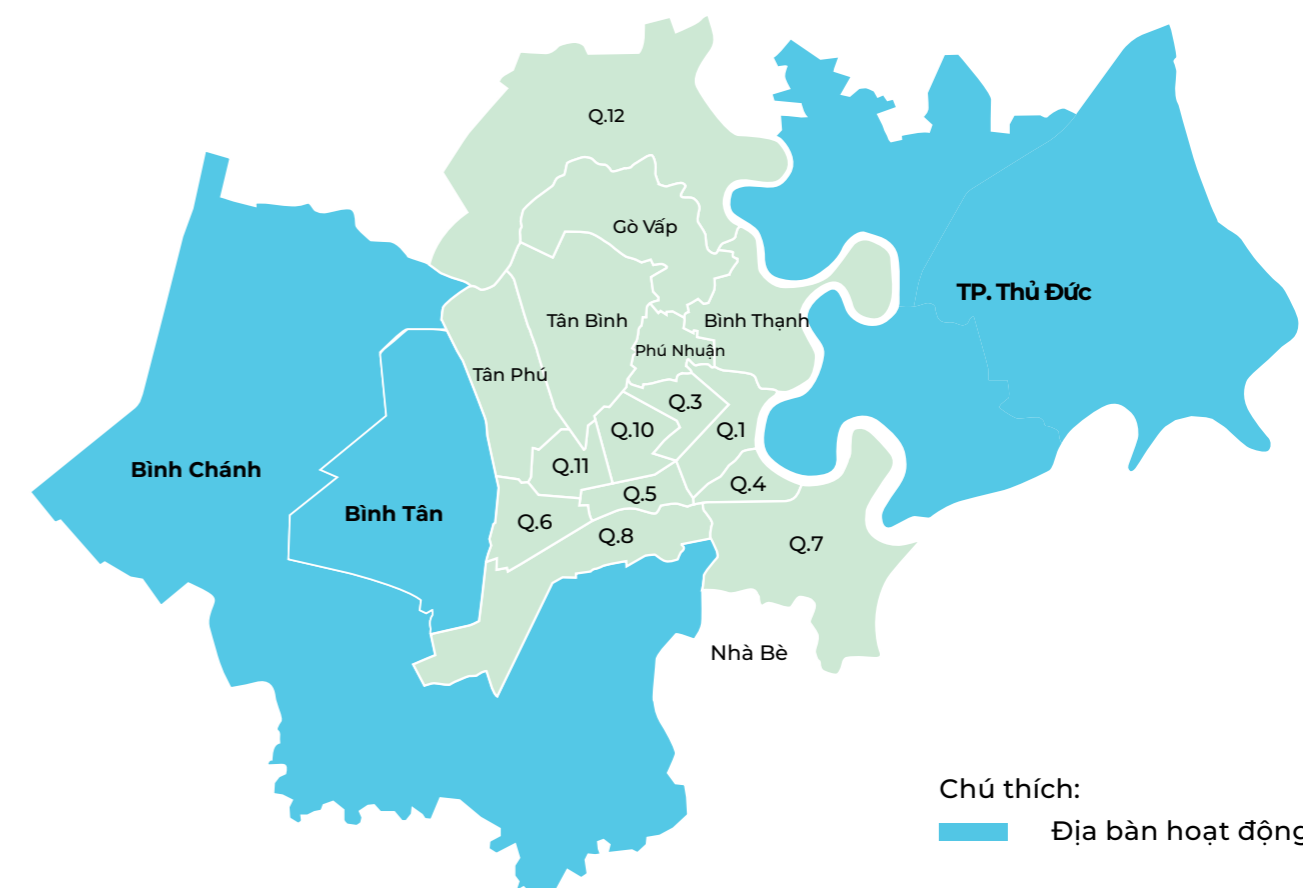 Q.12
Gò Vấp
TP. Thủ Đức
Tân Bình
Bình Thạnh
Phú Nhuận
Tân Phú
Q.3
Q.10
Q.1
Bình Chánh
Q.11
Q.4
Q.5
Bình Tân
Q.6
Q.8
Q.7
Nhà Bè
Chú thích:
Địa bàn hoạt động